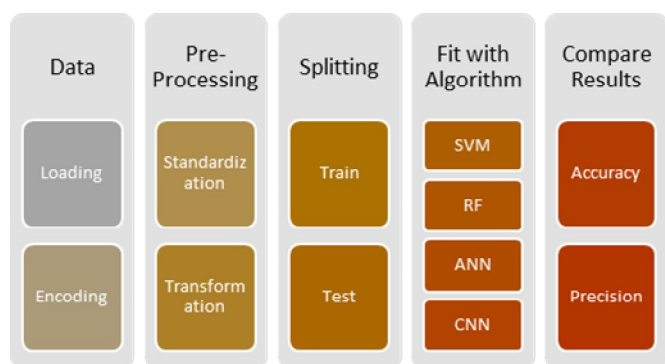 Data
Loading
Encoding
Pre-
Processing
Standardiz
ation
Transform
ation
Splitting
Train
Test
Fit with
Algorithm
SVM
RF
ANN
CNN
Compare
Results
Accuracy
Precision